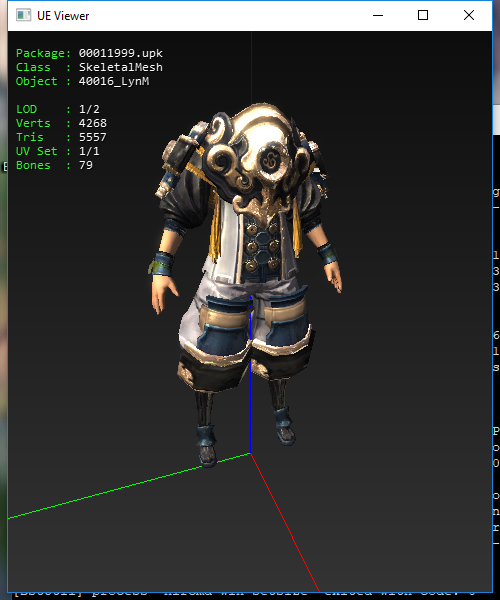 UE Viewer
Package: 00011999.upk
Class : SkeletalMesh
Object : 40016_LynM
LOD : 1/2
Verts : 4268
Tris : 5557
UV Set : 1/1
Bones : 79